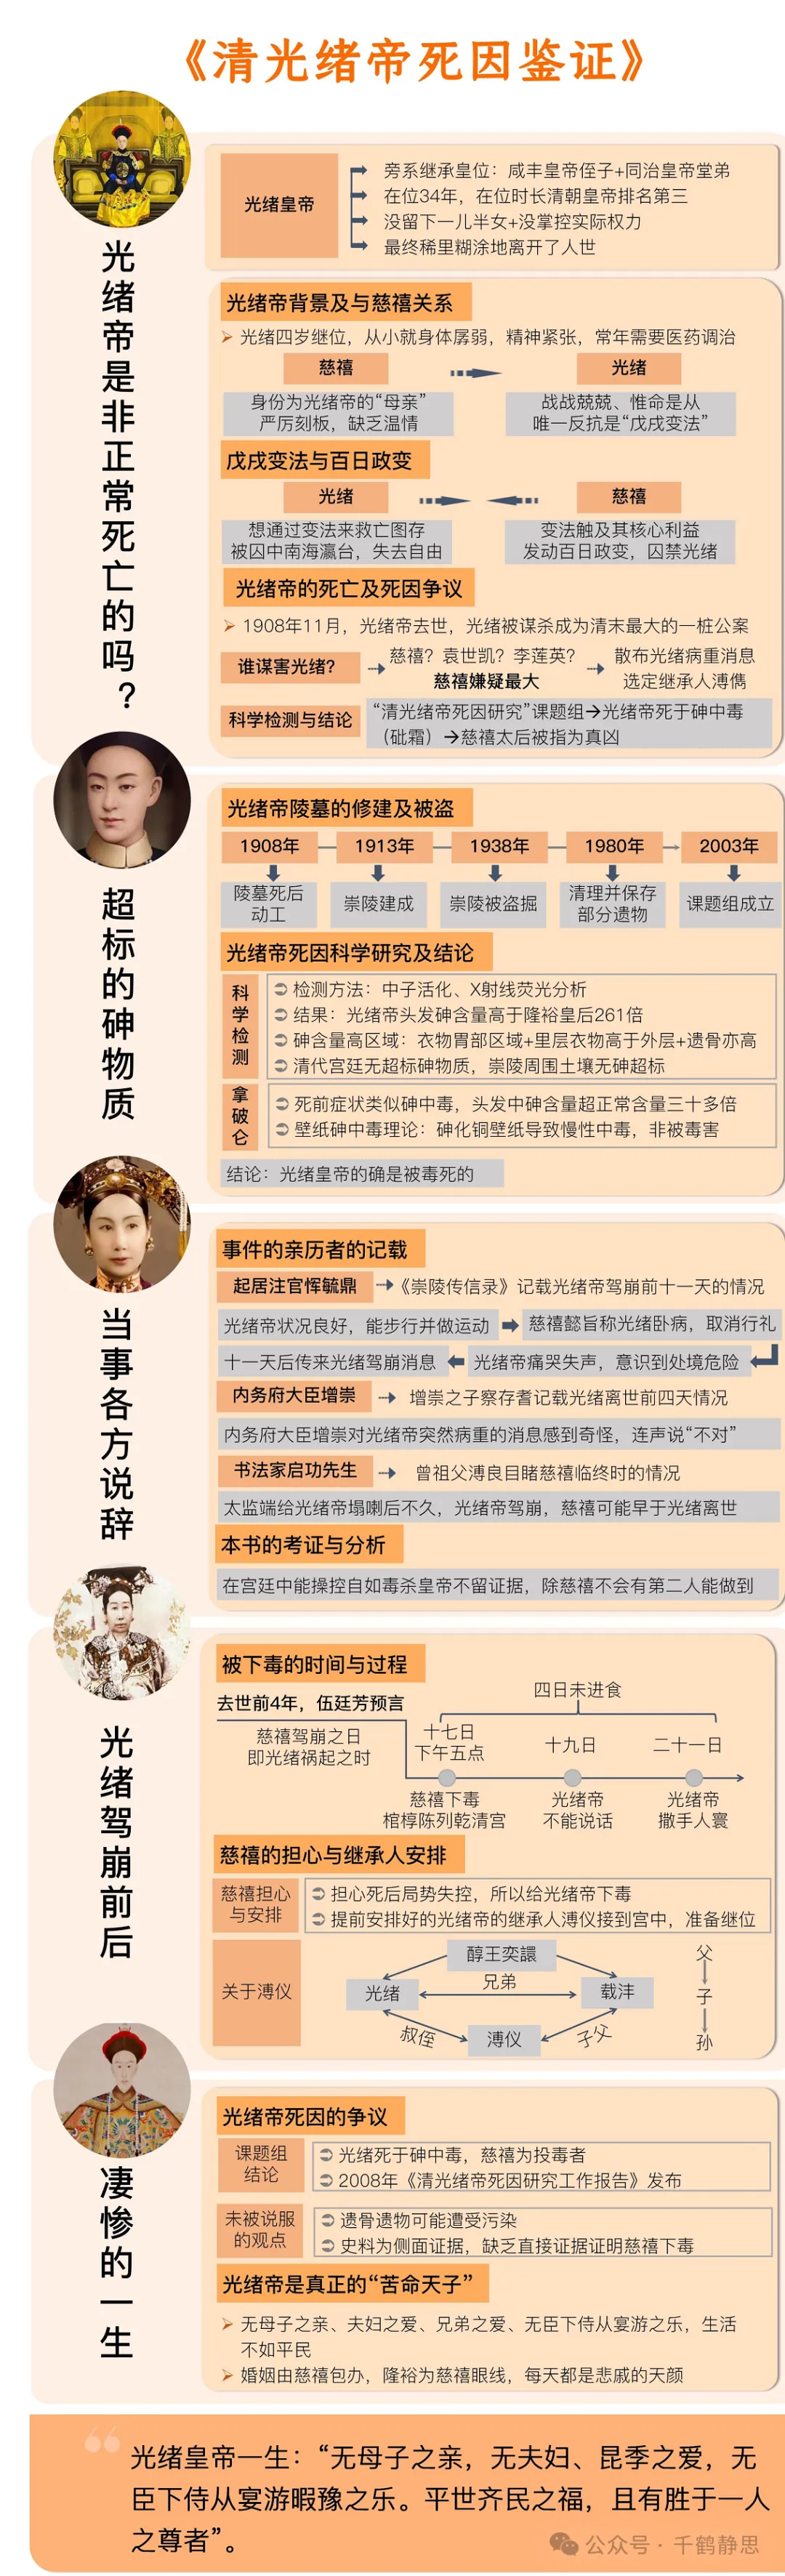 《清光绪帝死因鉴证》
光绪帝是非正常死亡的吗？
光绪皇帝
旁系继承皇位：咸丰皇帝侄子+同治皇帝堂弟
在位34年，在位时长清朝皇帝排名第三
没留下一儿半女+没掌控实际权力
最终稀里糊涂地离开了人世
光绪帝背景及与慈禧关系
光绪四岁继位，从小就身体孱弱，精神紧张，常年需要医药调治
慈禧
光绪
身份为光绪帝的“母亲”
严厉刻板，缺乏温情
战战兢兢、惟命是从
唯一反抗是“戊戌变法”
戊戌变法与百日政变
光绪
慈禧
想通过变法来救亡图存
被囚中南海瀛台，失去自由
变法触及其核心利益
发动百日政变，囚禁光绪
光绪帝的死亡及死因争议
1908年11月，光绪帝去世，光绪被谋杀成为清末最大的一桩公案
谁谋害光绪？
慈禧？袁世凯？李莲英？
慈禧嫌疑最大
散布光绪病重消息
选定继承人溥儁
科学检测与结论
“清光绪帝死因研究”课题组→光绪帝死于砷中毒
（砒霜）→慈禧太后被指为真凶
超标的砷物质
光绪帝陵墓的修建及被盗
1908年
1913年
1938年
1980年
2003年
陵墓死后
动工
崇陵建成
崇陵被盗掘
清理并保存
部分遗物
课题组成立
光绪帝死因科学研究及结论
科学检测
检测方法：中子活化、X射线荧光分析
结果：光绪帝头发砷含量高于隆裕皇后261倍
砷含量高区域：衣物胃部区域+里层衣物高于外层+遗骨亦高
清代宫廷无超标砷物质，崇陵周围土壤无砷超标
拿破仑
死前症状类似砷中毒，头发中砷含量超正常含量三十多倍
壁纸砷中毒理论：砷化铜壁纸导致慢性中毒，非被毒害
结论：光绪皇帝的确是被毒死的
当事各方说辞
事件的亲历者的记载
起居注官恽毓鼎
《崇陵传信录》记载光绪帝驾崩前十一天的情况
光绪帝状况良好，能步行并做运动
慈禧懿旨称光绪卧病，取消行礼
十一天后传来光绪驾崩消息
光绪帝痛哭失声，意识到处境危险
内务府大臣增崇
增崇之子察存耆记载光绪离世前四天情况
内务府大臣增崇对光绪帝突然病重的消息感到奇怪，连声说“不对”
书法家启功先生
曾祖父溥良目睹慈禧临终时的情况
太监端给光绪帝塌喇后不久，光绪帝驾崩，慈禧可能早于光绪离世
本书的考证与分析
在宫廷中能操控自如毒杀皇帝不留证据，除慈禧不会有第二人能做到
光绪驾崩前后
被下毒的时间与过程
去世前4年，伍廷芳预言
慈禧驾崩之日
即光绪祸起之时
四日未进食
十七日
下午五点
十九日
二十一日
慈禧下毒
棺椁陈列乾清宫
光绪帝
不能说话
光绪帝
撒手人寰
慈禧的担心与继承人安排
慈禧担心
与安排
担心死后局势失控，所以给光绪帝下毒
提前安排好的光绪帝的继承人溥仪接到宫中，准备继位
关于溥仪
醇王奕譞
光绪
兄弟
载沣
叔侄
溥仪
子父
父
子
孙
凄惨的一生
光绪帝死因的争议
课题组
结论
光绪死于砷中毒，慈禧为投毒者
2008年《清光绪帝死因研究工作报告》发布
未被说服
的观点
遗骨遗物可能遭受污染
史料为侧面证据，缺乏直接证据证明慈禧下毒
光绪帝是真正的“苦命天子”
无母子之亲、夫妇之爱、兄弟之爱、无臣下侍从宴游之乐，生活
不如平民
婚姻由慈禧包办，隆裕为慈禧眼线，每天都是悲戚的天颜
光绪皇帝一生：“无母子之亲，无夫妇、昆季之爱，无
臣下侍从宴游暇豫之乐。平世齐民之福，且有胜于一人
之尊者”。
公众号·千鹤静思